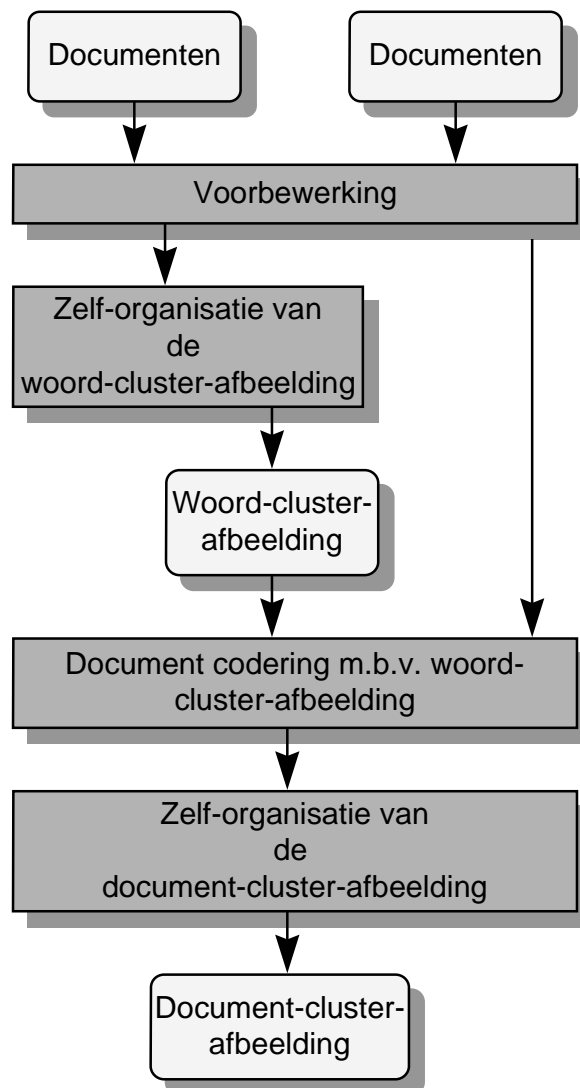 Documenten
Documenten
Voorbewerking
Zelf-organisatie van
de
woord-cluster-afbeelding
Woord-cluster-
afbeelding
Document codering m.b.v. woord-
cluster-afbeelding
Zelf-organisatie van
de
document-cluster-afbeelding
Document-cluster-
afbeelding